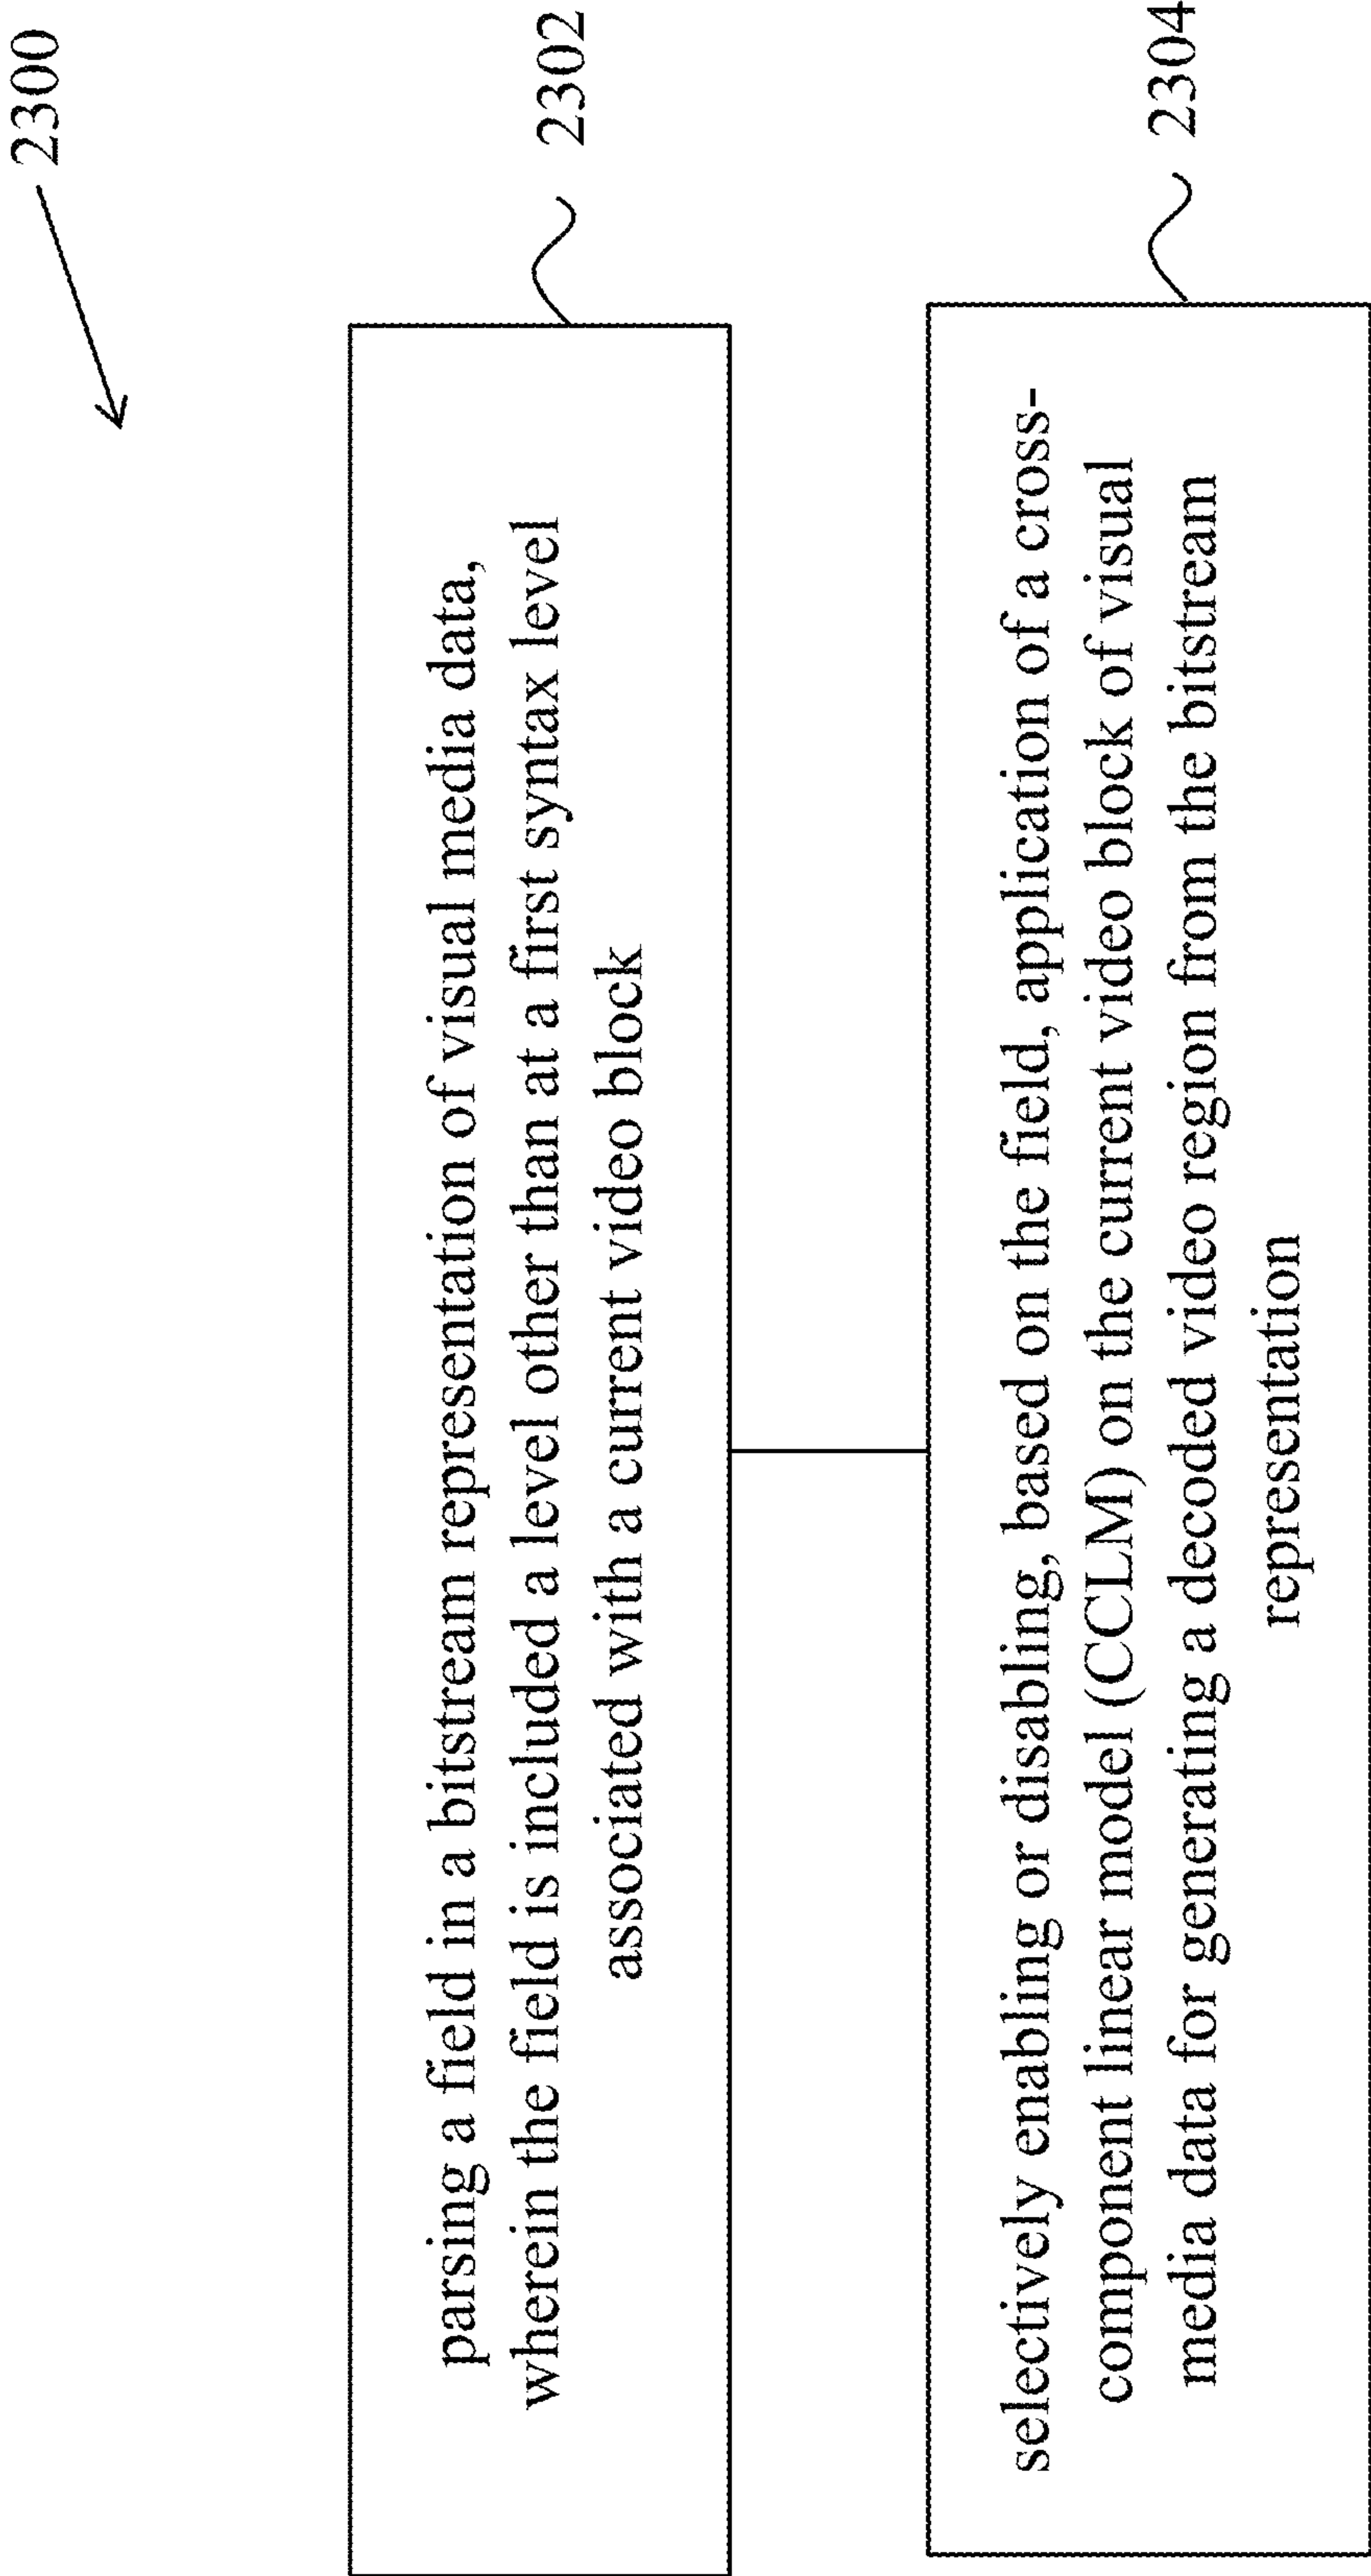 2300
parsing a field in a bitstream representation of visual media data,
wherein the field is included a level other than at a first syntax level
associated with a current video block
2302
selectively enabling or disabling, based on the field, application of a cross-
component linear model (CCLM) on the current video block of visual
media data for generating a decoded video region from the bitstream
representation
2304